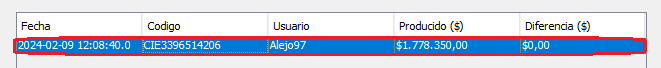 Fecha Codigo Usuario Producido ($) Diferencia ($)
2024-02-09 12:08:40.0 CIE3396514206 Alejo97 $1.778.350,00 $0,00